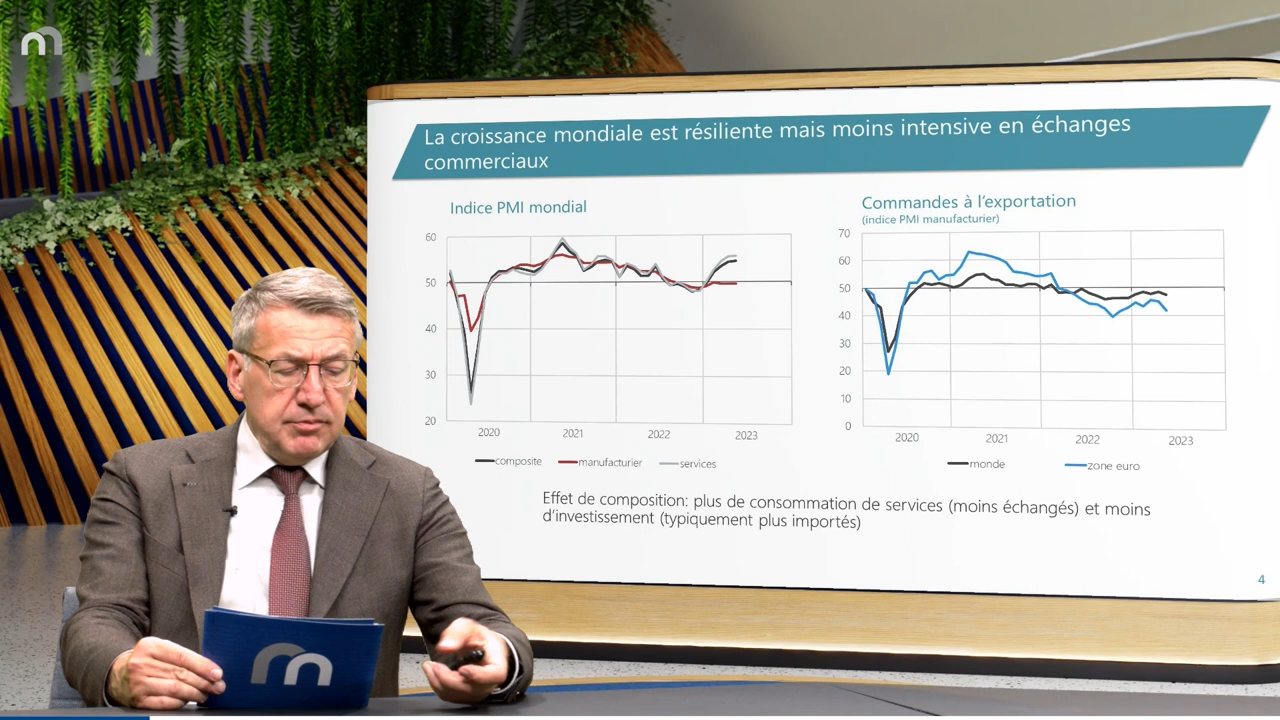 La croissance mondiale est résiliente mais moins intensive en échanges
commerciaux
Indice PMI mondial
60
50
40
30
20
2020
2021
2022
2023
composite
manufacturier
services
Commandes à l'exportation
(indice PMI manufacturier)
70
60
50
40
30
20
10
0
2020
2021
2022
2023
monde
zone euro
Effet de composition: plus de consommation de services (moins échangés) et moins
d'investissement (typiquement plus importés)
4